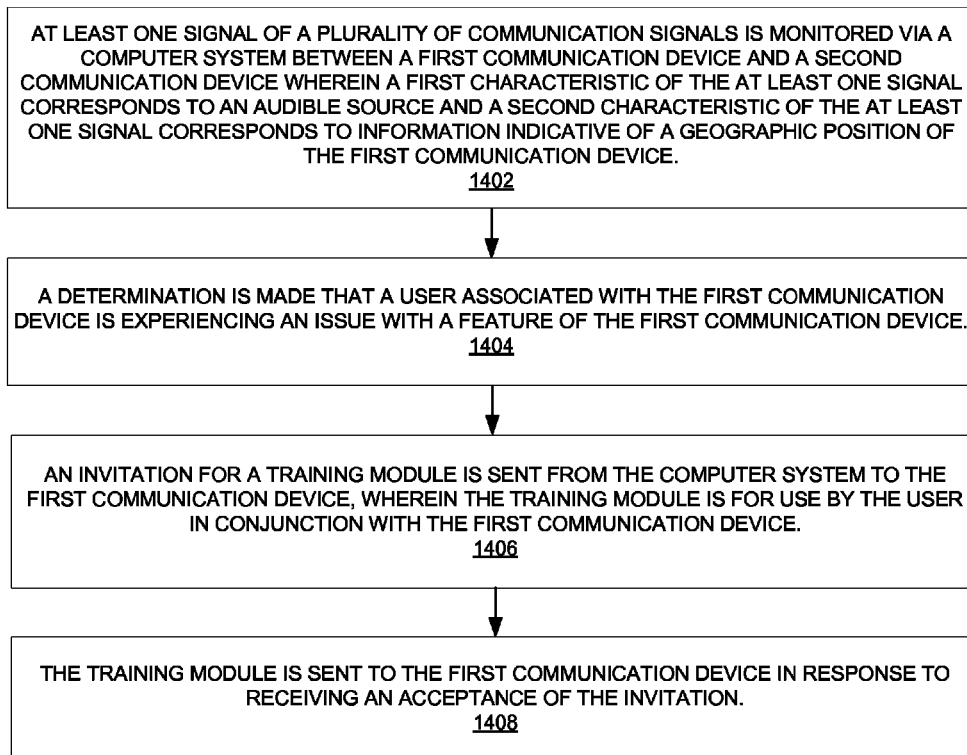 AT LEAST ONE SIGNAL OF A PLURALITY OF COMMUNICATION SIGNALS IS MONITORED VIA A
COMPUTER SYSTEM BETWEEN A FIRST COMMUNICATION DEVICE AND A SECOND
COMMUNICATION DEVICE WHEREIN A FIRST CHARACTERISTIC OF THE AT LEAST ONE SIGNAL
CORRESPONDS TO AN AUDIBLE SOURCE AND A SECOND CHARACTERISTIC OF THE AT LEAST
ONE SIGNAL CORRESPONDS TO INFORMATION INDICATIVE OF A GEOGRAPHIC POSITION OF
THE FIRST COMMUNICATION DEVICE.
1402
A DETERMINATION IS MADE THAT A USER ASSOCIATED WITH THE FIRST COMMUNICATION
DEVICE IS EXPERIENCING AN ISSUE WITH A FEATURE OF THE FIRST COMMUNICATION DEVICE.
1404
AN INVITATION FOR A TRAINING MODULE IS SENT FROM THE COMPUTER SYSTEM TO THE
FIRST COMMUNICATION DEVICE, WHEREIN THE TRAINING MODULE IS FOR USE BY THE USER
IN CONJUNCTION WITH THE FIRST COMMUNICATION DEVICE.
1406
THE TRAINING MODULE IS SENT TO THE FIRST COMMUNICATION DEVICE IN RESPONSE TO
RECEIVING AN ACCEPTANCE OF THE INVITATION.
1408